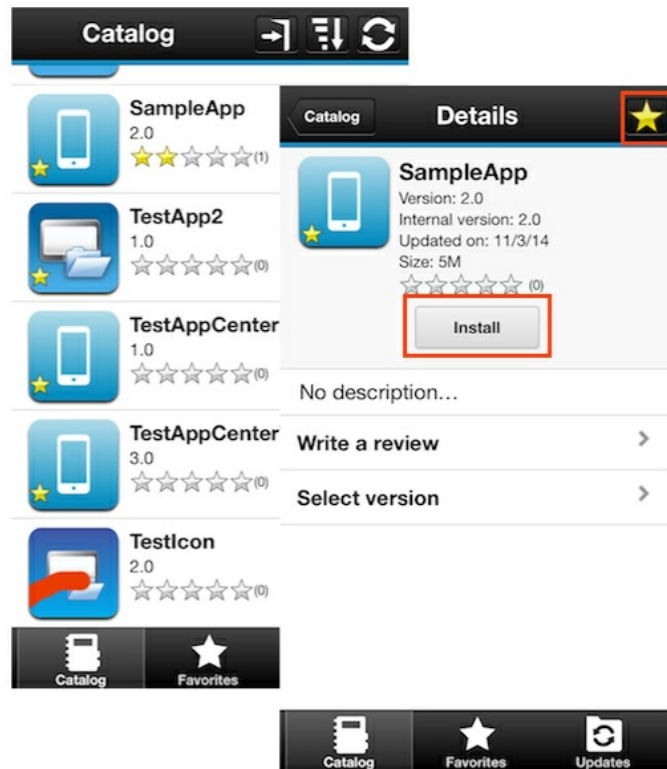 Catalog
SampleApp
2.0
(1)
TestApp2
1.0
(0)
TestAppCenter
1.0
(0)
TestAppCenter
3.0
(0)
TestIcon
2.0
(0)
Catalog
Favorites
Catalog
Details
SampleApp
Version: 2.0
Internal version: 2.0
Updated on: 11/3/14
Size: 5M
(0)
Install
No description...
Write a review
Select version
Catalog
Favorites
Updates